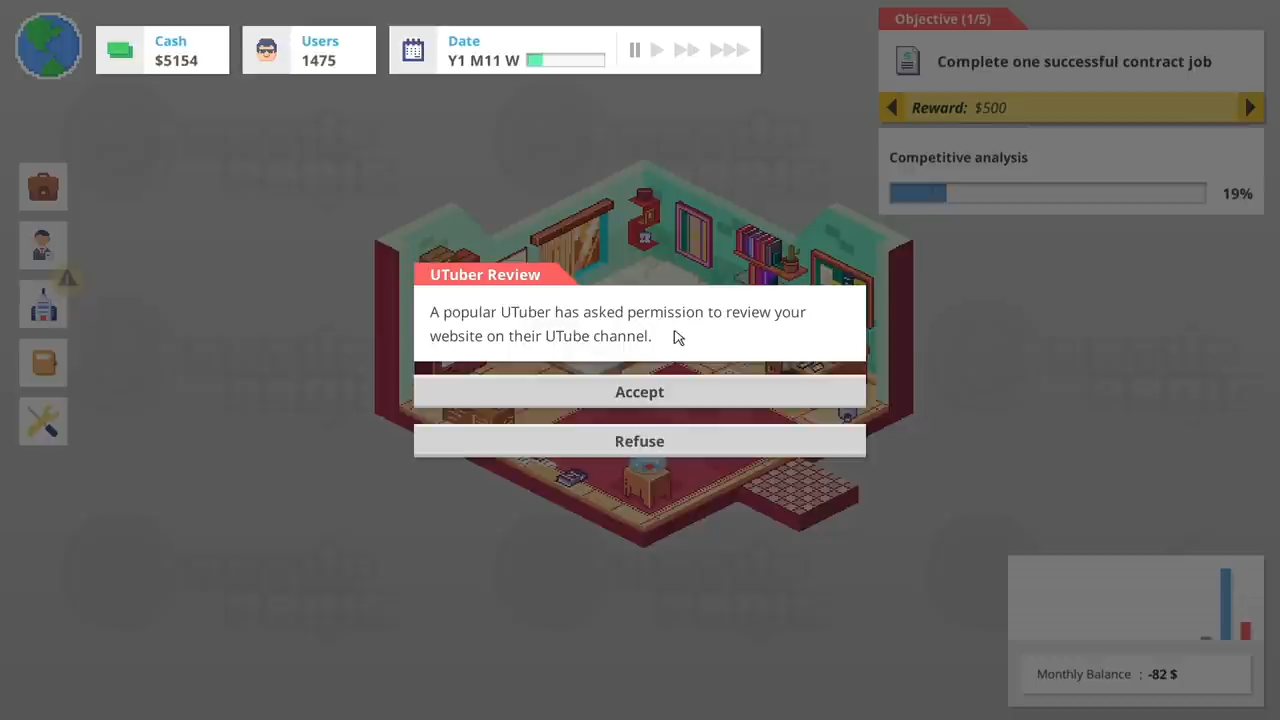 Cash
$5154
Users
1475
Date
Y1 M11 W
Objective (1/5)
Complete one successful contract job
Reward: $500
Competitive analysis
19%
UTuber Review
A popular UTuber has asked permission to review your
website on their UTube channel.
Accept
Refuse
Monthly Balance : -82 $